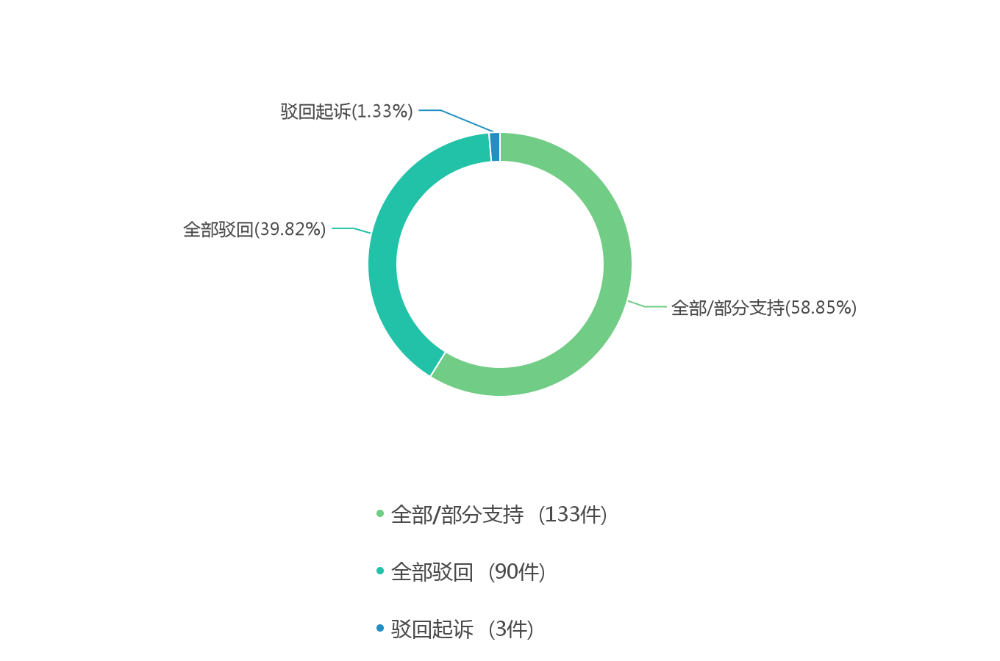 驳回起诉(1.33%)
全部驳回(39.82%)
全部/部分支持(58.85%)
全部/部分支持 (133件)
全部驳回 (90件)
驳回起诉 (3件)